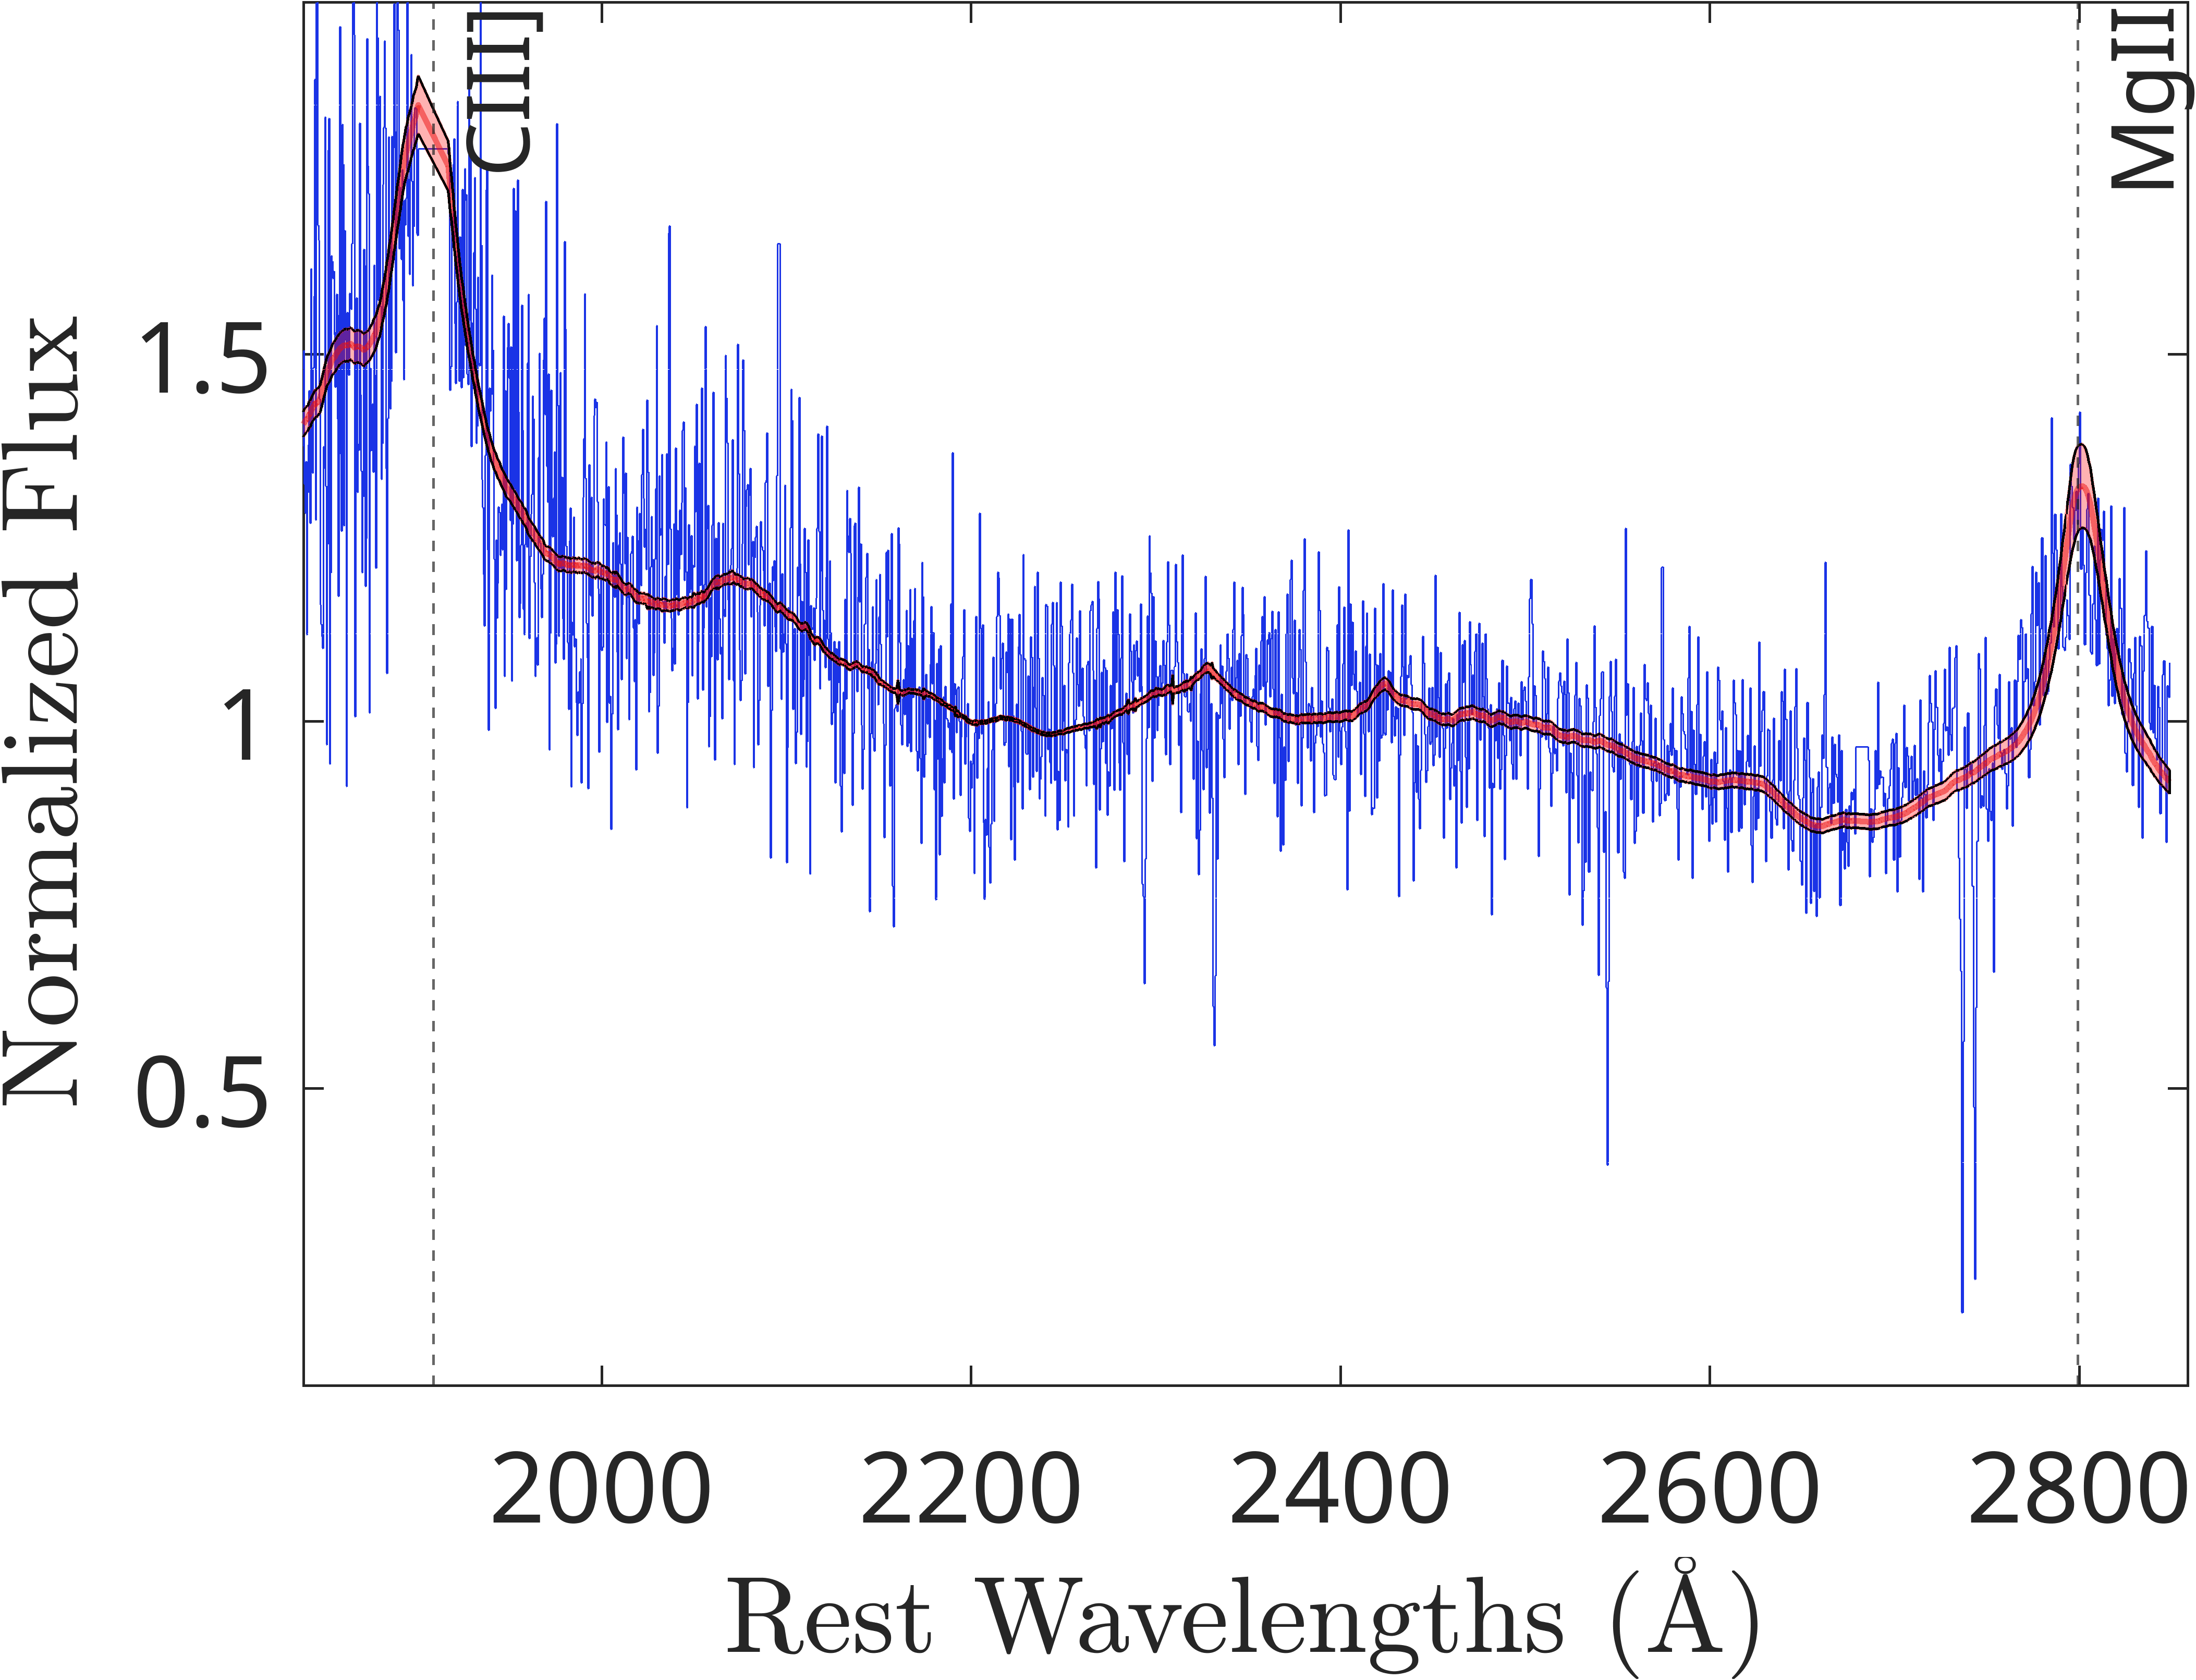 CIII]
MgII
Normalized Flux
1.5
1
0.5
2000 2200 2400 2600 2800
Rest Wavelengths (Å)